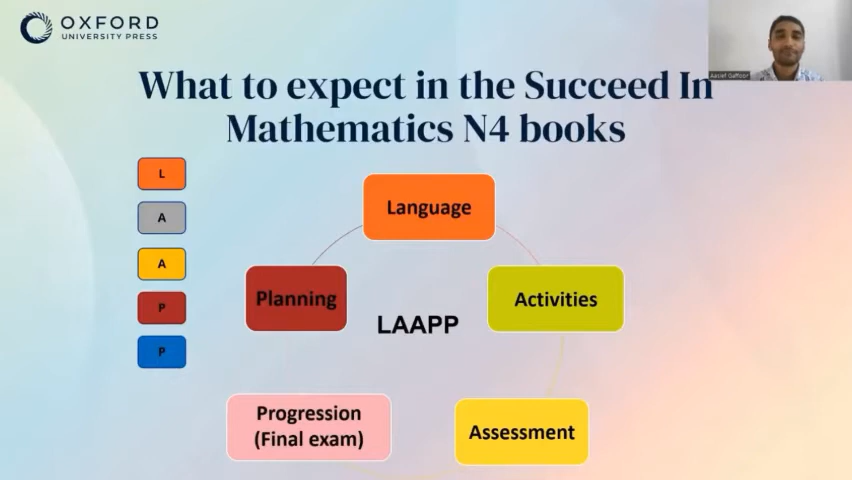 OXFORD
UNIVERSITY PRESS
What to expect in the Succeed In
Mathematics N4 books
L
A
A
P
P
Language
Planning
Activities
LAAPP
Progression
(Final exam)
Assessment